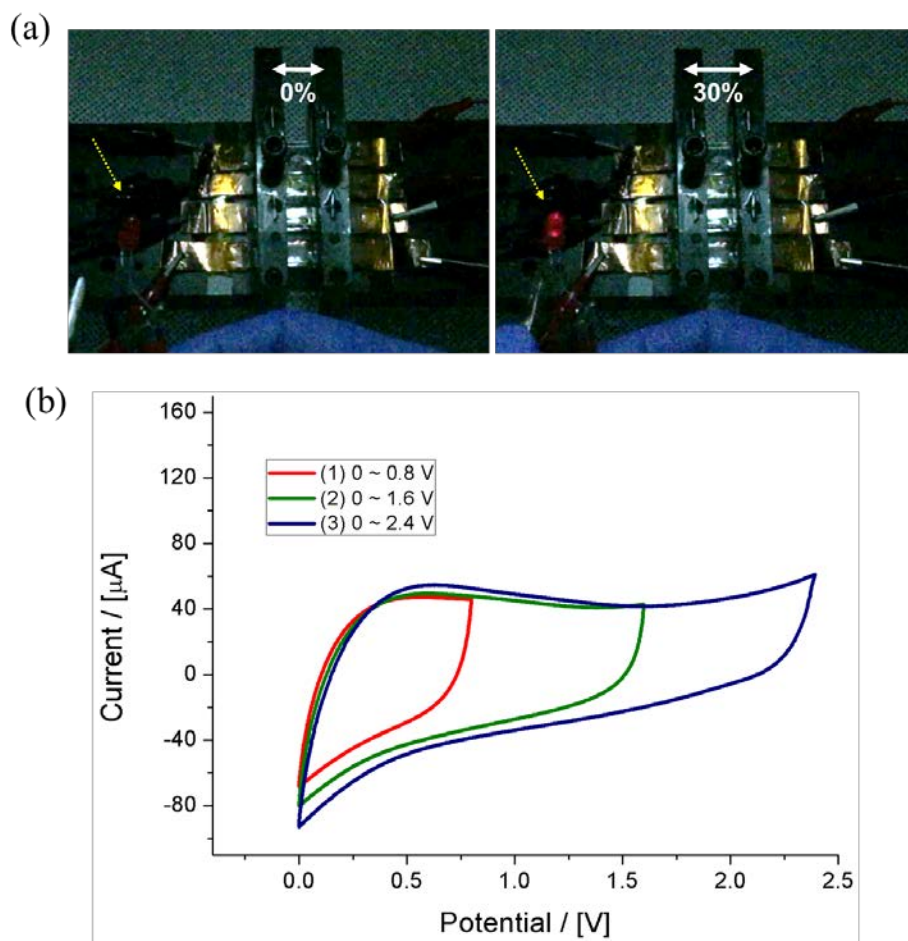 (a)
0%
30%
(b)
160
120
80
40
0
-40
-80
Current / [μA]
(1) 0 ~ 0.8 V
(2) 0 ~ 1.6 V
(3) 0 ~ 2.4 V
0.0 0.5 1.0 1.5 2.0 2.5
Potential / [V]